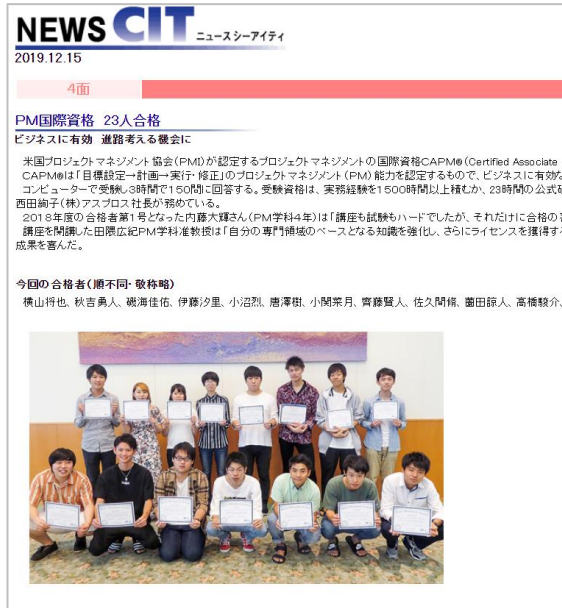 NEWS CIT ニュースシーアイティ
2019.12.15
4面
PM国際資格 23人合格
ビジネスに有効 進路考える機会に
米国プロジェクトマネジメント協会(PMI)が認定するプロジェクトマネジメントの国際資格CAPM®(Certified Associate
CAPM®は「目標設定→計画→実行・修正」のプロジェクトマネジメント(PM)能力を認定するもので、ビジネスに有効な
コンピューターで受験し3時間で150問に回答する。受験資格は、実務経験を1500時間以上積むか、23時間の公式研
西田絢子(株)アスプロス社長が務めている。
2018年度の合格者第1号となった内藤大輝さん(PM学科4年)は「講座も試験もハードでしたが、それだけに合格の喜
講座を開講した田隈広紀PM学科准教授は「自分の専門領域のベースとなる知識を強化し、さらにライセンスを獲得する
成果を喜んだ。
今回の合格者(順不同・敬称略)
横山将也、秋吉勇人、磯海佳佑、伊藤汐里、小沼烈、唐澤樹、小関菜月、齊藤賢人、佐久間脩、薗田諒人、高橋駿介、